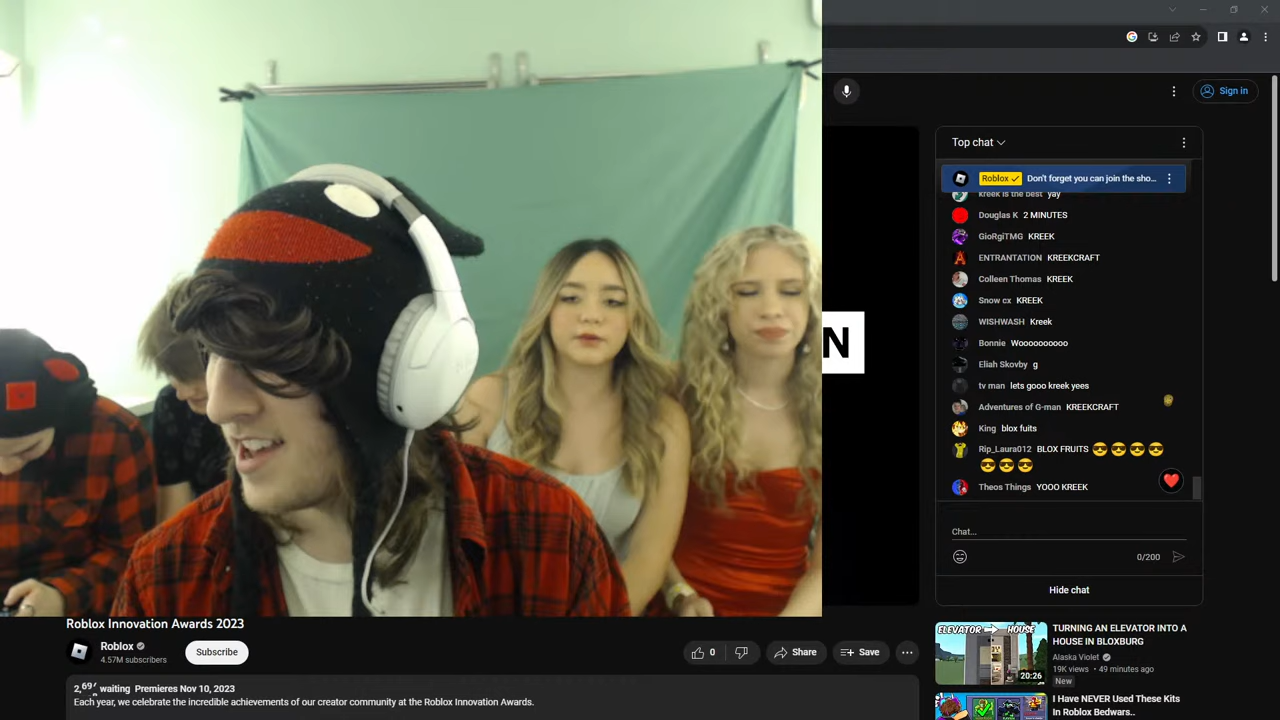 Sign in
Top chat
Roblox Don't forget you can join the sho...
kreek is the best yay
Douglas K 2 MINUTES
GioRgiTMG KREEK
ENTRANTATION KREEKCRAFT
Colleen Thomas KREEK
Snow cx KREEK
WISHWASH Kreek
Bonnie Woooooooooo
Eliah Skovby g
tv man lets gooo kreek yees
Adventures of G-man KREEKCRAFT
King blox fuits
Rip_Laura012 BLOX FRUITS 😎 😎 😎 😎
😎 😎 😎
Theos Things YOOO KREEK
Chat...
0/200
Hide chat
N
Roblox Innovation Awards 2023
Roblox
4.57M subscribers
Subscribe
0
Share
Save
waiting Premieres Nov 10, 2023
Each year, we celebrate the incredible achievements of our creator community at the Roblox Innovation Awards.
ELEVATOR HOUSE
20:26
TURNING AN ELEVATOR INTO A
HOUSE IN BLOXBURG
Alaska Violet
19K views • 49 minutes ago
New
I Have NEVER Used These Kits
In Roblox Bedwars..